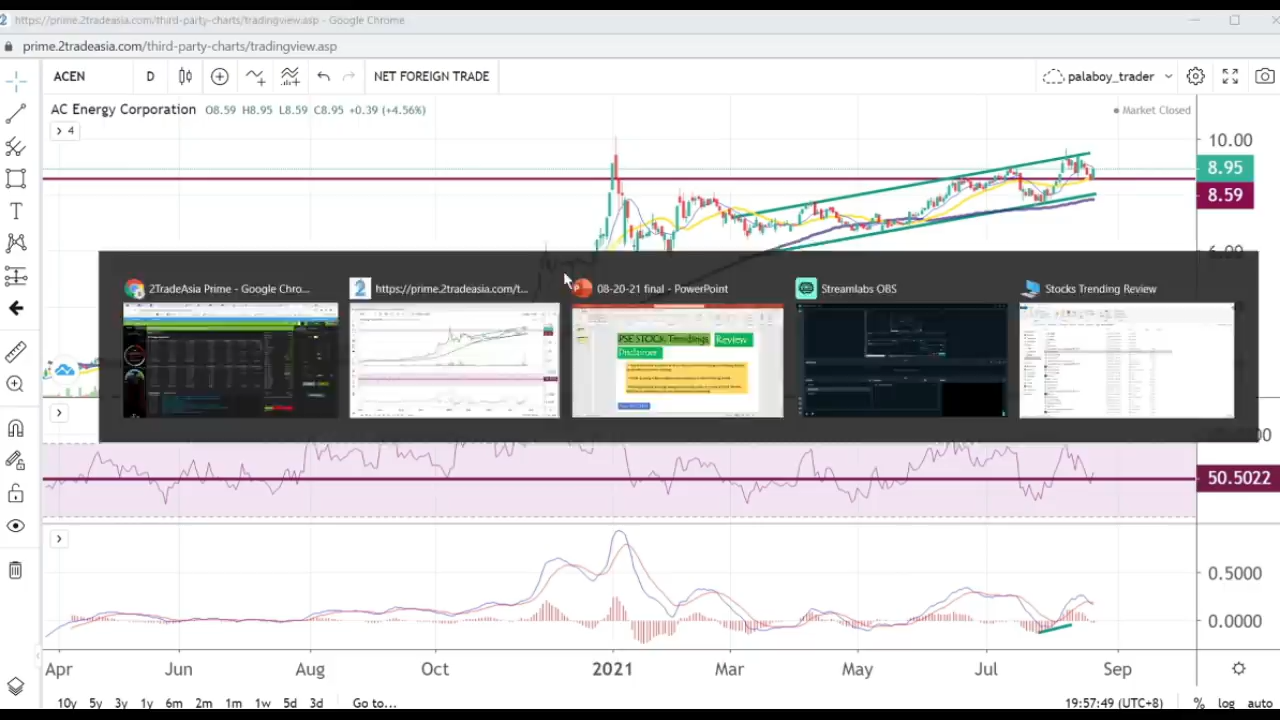 https://prime.2tradeasia.com/third-party-charts/tradingview.asp - Google Chrome
prime.2tradeasia.com/third-party-charts/tradingview.asp
ACEN D NET FOREIGN TRADE palaboy_trader
AC Energy Corporation O8.59 H8.95 L8.59 C8.95 +0.39 (+4.56%) Market Closed
4
10.00
8.95
8.59
6.00
2TradeAsia Prime - Google Chro...
https://prime.2tradeasia.com/t...
08-20-21 final - PowerPoint
Streamlabs OBS
Stocks Trending Review
PSE STOCK Trendings Review
Disclaimer
50.5022
0.5000
0.0000
Apr Jun Aug Oct 2021 Mar May Jul Sep
10y 5y 3y 1y 6m 2m 1m 1w 5d 3d Go to... 19:57:49 (UTC+8) % log auto